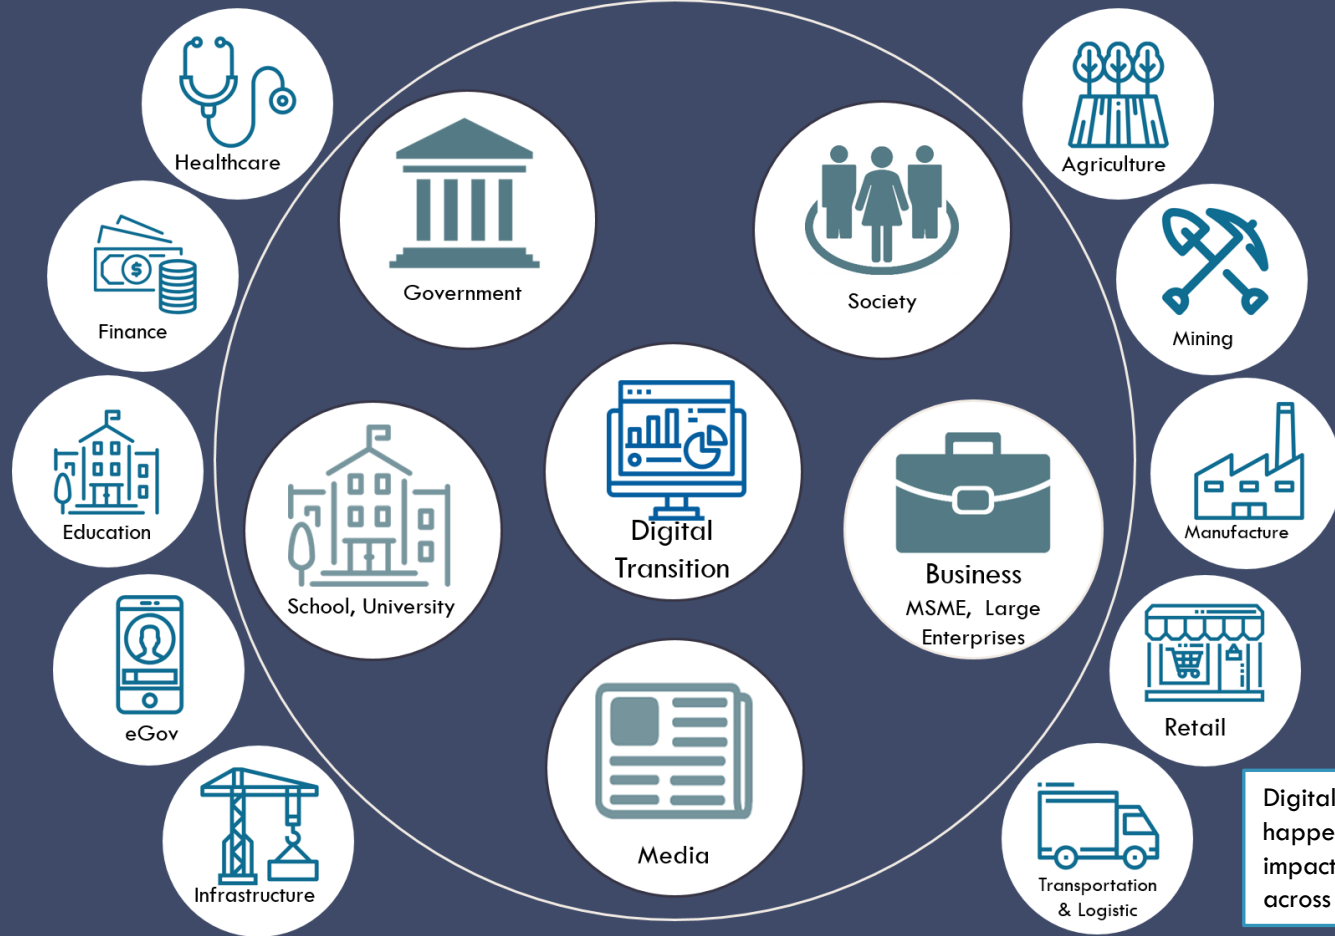 Healthcare
Agriculture
Government
Society
Finance
Mining
Education
School, University
Digital
Transition
Business
MSME, Large
Enterprises
Manufacture
eGov
Retail
Media
Infrastructure
Transportation
& Logistic
Digital
happe
impact
across
$